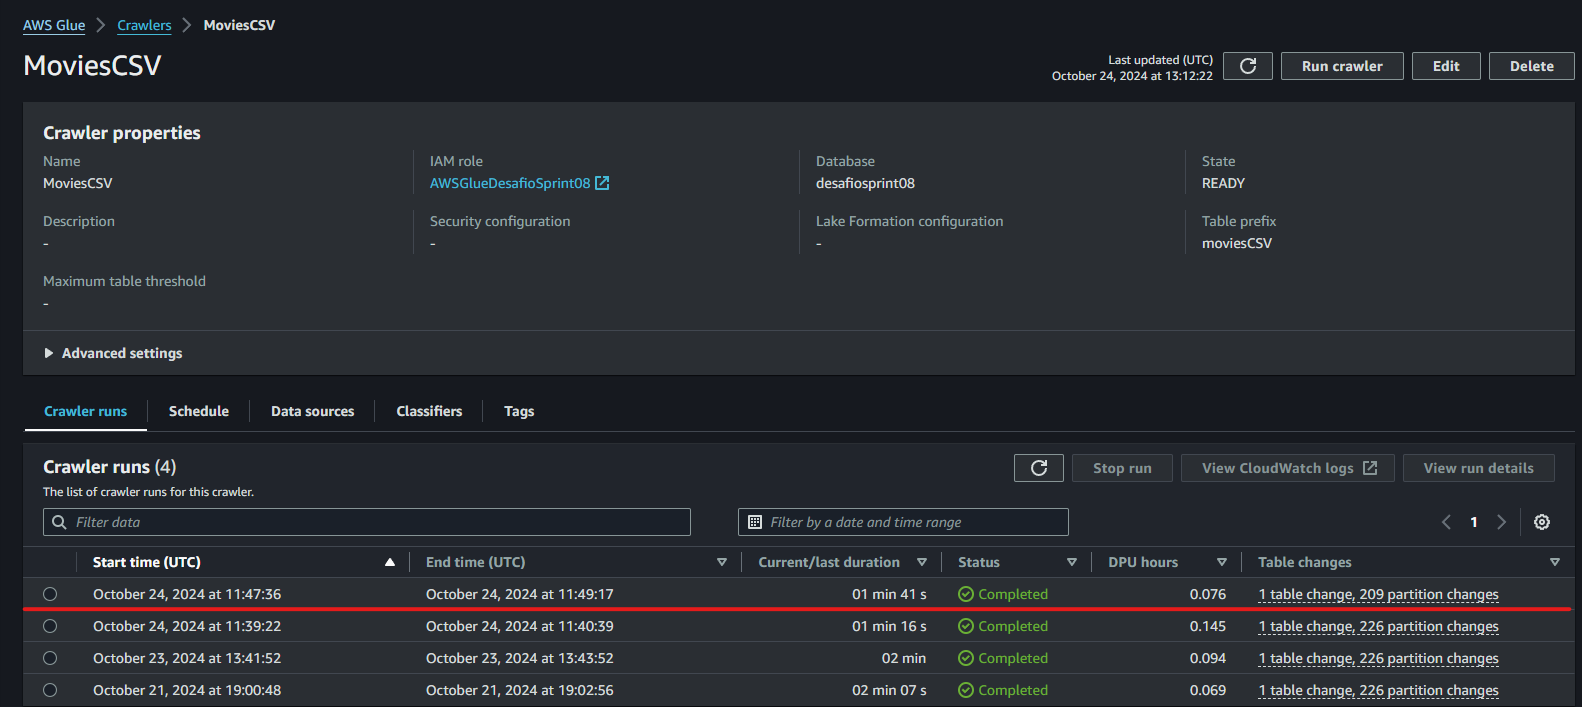 AWS Glue > Crawlers > MoviesCSV
MoviesCSV
Last updated (UTC)
October 24, 2024 at 13:12:22
Run crawler Edit Delete
Crawler properties
Name IAM role Database State
MoviesCSV AWSGlueDesafioSprint08 desafiosprint08 READY
Description Security configuration Lake Formation configuration Table prefix
- - - moviesCSV
Maximum table threshold
-
Advanced settings
Crawler runs Schedule Data sources Classifiers Tags
Crawler runs (4)
Stop run View CloudWatch logs View run details
The list of crawler runs for this crawler.
Filter data Filter by a date and time range 1
Start time (UTC) End time (UTC) Current/last duration Status DPU hours Table changes
October 24, 2024 at 11:47:36 October 24, 2024 at 11:49:17 01 min 41 s Completed 0.076 1 table change, 209 partition changes
October 24, 2024 at 11:39:22 October 24, 2024 at 11:40:39 01 min 16 s Completed 0.145 1 table change, 226 partition changes
October 23, 2024 at 13:41:52 October 23, 2024 at 13:43:52 02 min Completed 0.094 1 table change, 226 partition changes
October 21, 2024 at 19:00:48 October 21, 2024 at 19:02:56 02 min 07 s Completed 0.069 1 table change, 226 partition changes